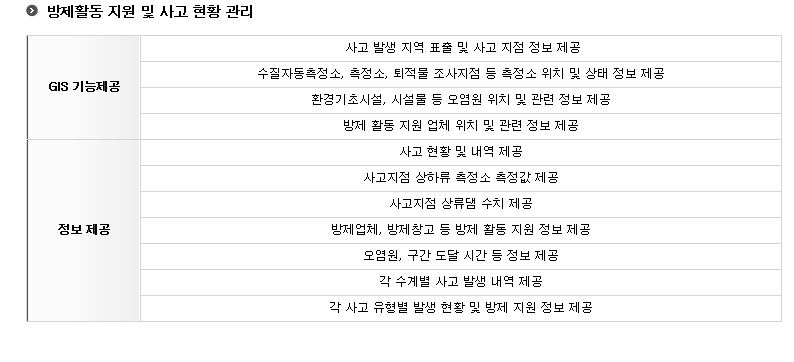 방제활동 지원 및 사고 현황 관리
GIS 기능제공
사고 발생 지역 표출 및 사고 지점 정보 제공
수질자동측정소, 측정소, 퇴적물 조사지점 등 측정소 위치 및 상태 정보 제공
환경기초시설, 시설물 등 오염원 위치 및 관련 정보 제공
방제 활동 지원 업체 위치 및 관련 정보 제공
정보 제공
사고 현황 및 내역 제공
사고지점 상하류 측정소 측정값 제공
사고지점 상류댐 수치 제공
방제업체, 방제창고 등 방제 활동 지원 정보 제공
오염원, 구간 도달 시간 등 정보 제공
각 수계별 사고 발생 내역 제공
각 사고 유형별 발생 현황 및 방제 지원 정보 제공